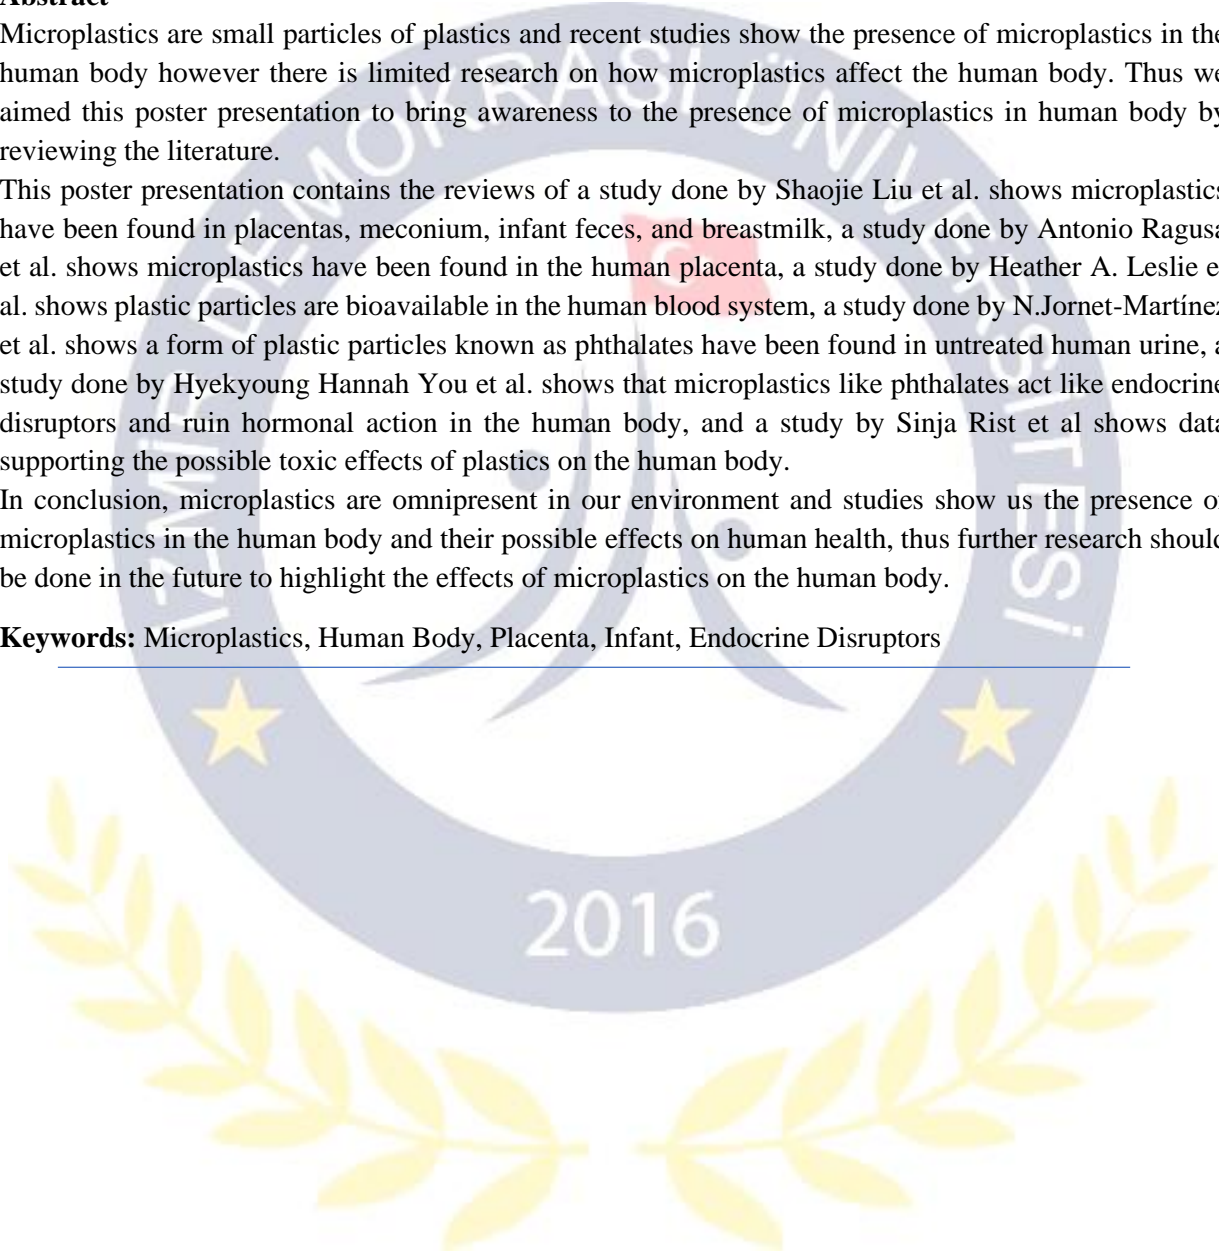 Abstract
Microplastics are small particles of plastics and recent studies show the presence of microplastics in the
human body however there is limited research on how microplastics affect the human body. Thus we
aimed this poster presentation to bring awareness to the presence of microplastics in human body by
reviewing the literature.
This poster presentation contains the reviews of a study done by Shaojie Liu et al. shows microplastics
have been found in placentas, meconium, infant feces, and breastmilk, a study done by Antonio Ragusa
et al. shows microplastics have been found in the human placenta, a study done by Heather A. Leslie et
al. shows plastic particles are bioavailable in the human blood system, a study done by N.Jornet-Martínez
et al. shows a form of plastic particles known as phthalates have been found in untreated human urine, a
study done by Hyekyoung Hannah You et al. shows that microplastics like phthalates act like endocrine
disruptors and ruin hormonal action in the human body, and a study by Sinja Rist et al shows data
supporting the possible toxic effects of plastics on the human body.
In conclusion, microplastics are omnipresent in our environment and studies show us the presence of
microplastics in the human body and their possible effects on human health, thus further research should
be done in the future to highlight the effects of microplastics on the human body.
Keywords: Microplastics, Human Body, Placenta, Infant, Endocrine Disruptors
İZMİR DEMOKRASİ ÜNİVERSİTESİ
2016